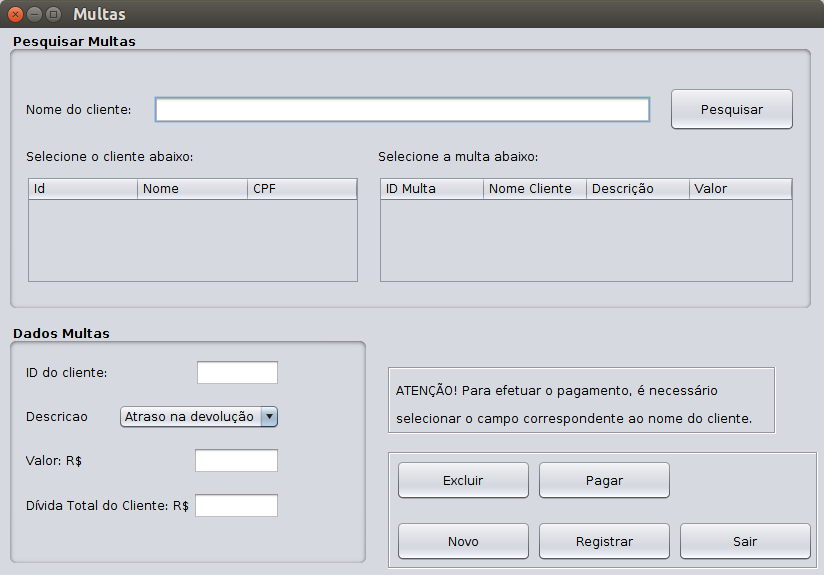 Multas
Pesquisar Multas
Nome do cliente:
Pesquisar
Selecione o cliente abaixo:
Selecione a multa abaixo:
Id Nome CPF
ID Multa Nome Cliente Descrição Valor
Dados Multas
ID do cliente:
Descricao Atraso na devolução
Valor: R$
Dívida Total do Cliente: R$
ATENÇÃO! Para efetuar o pagamento, é necessário
selecionar o campo correspondente ao nome do cliente.
Excluir Pagar
Novo Registrar Sair